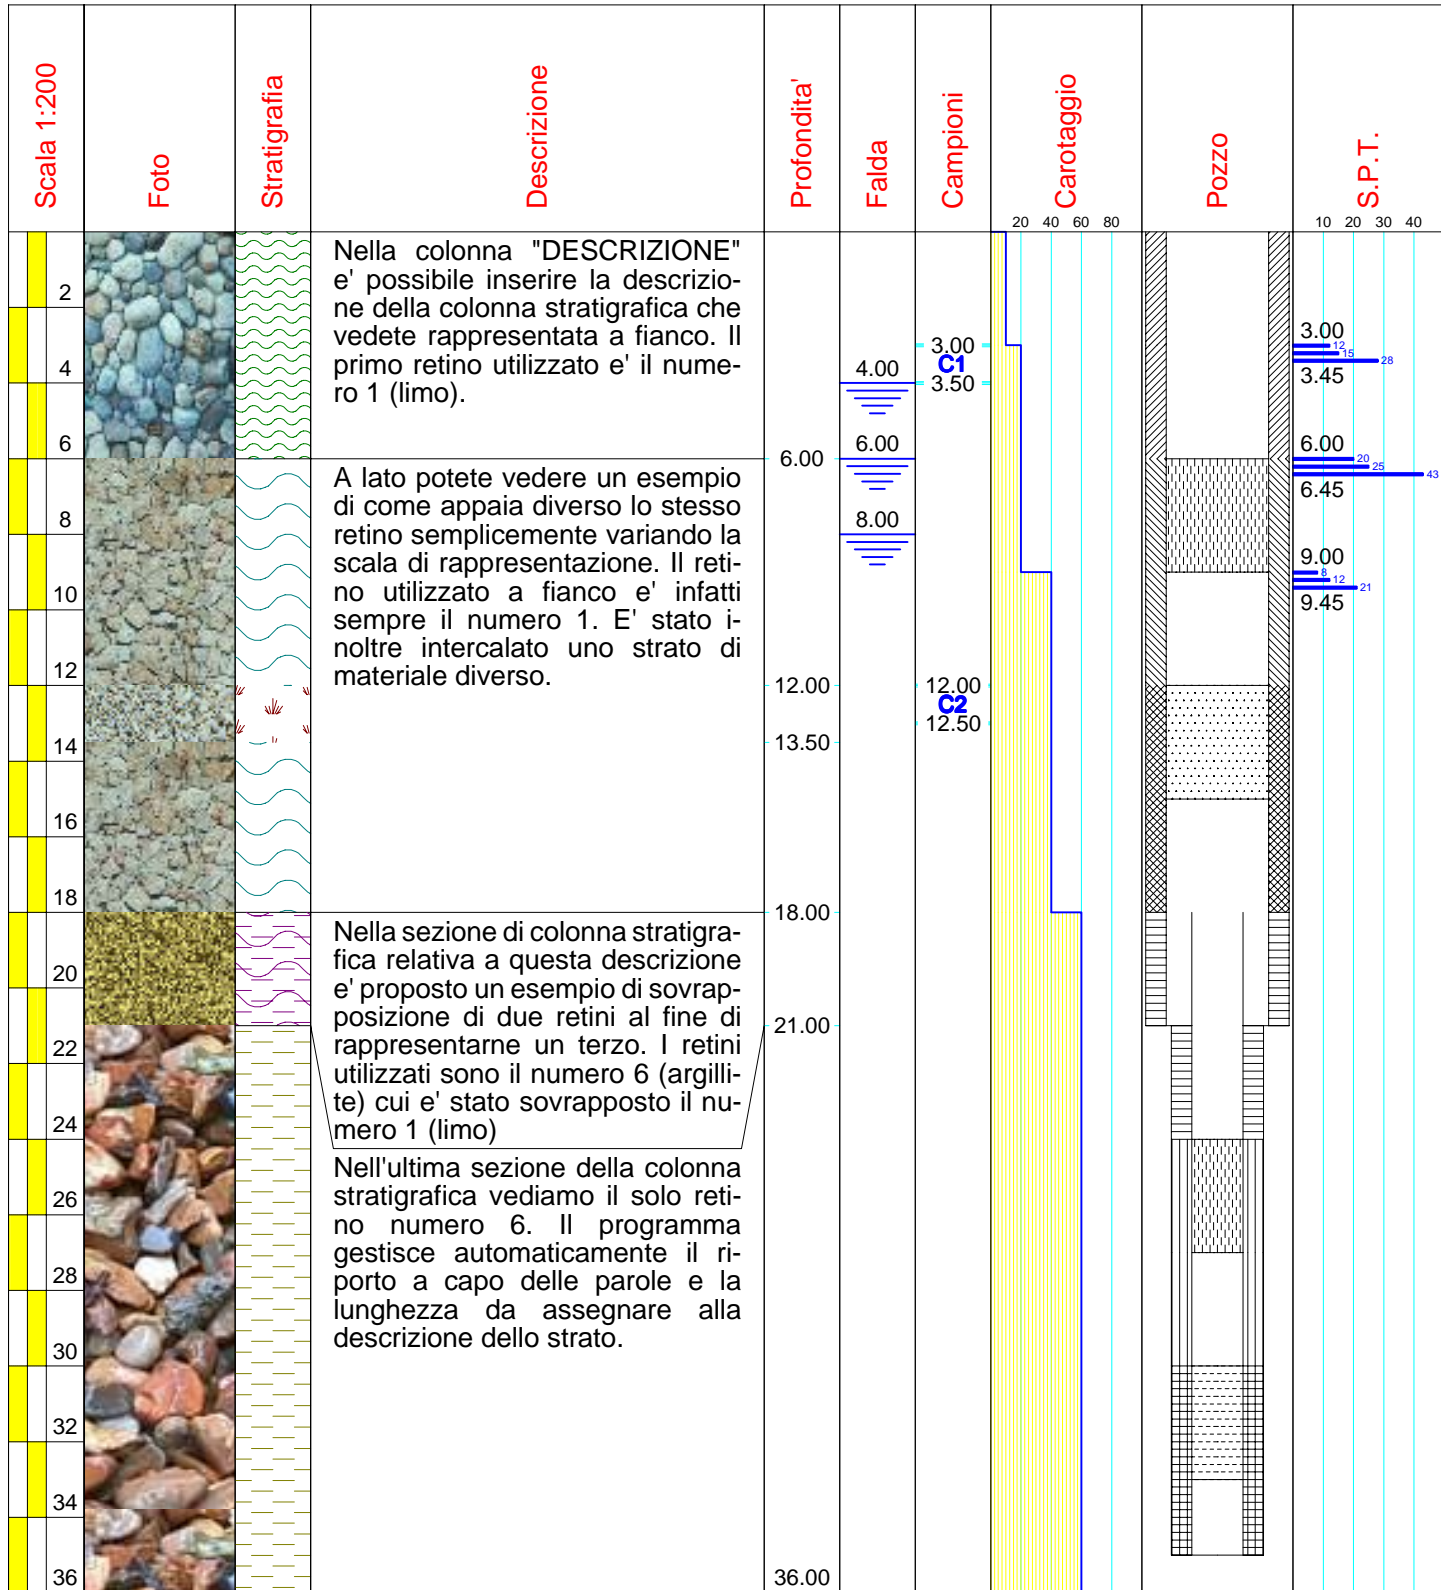 Scala 1:200
Foto
Stratigrafia
Descrizione
Profondita'
Falda
Campioni
Carotaggio
Pozzo
S.P.T.
20 40 60 80
10 20 30 40
2
4
6
8
10
12
14
16
18
20
22
24
26
28
30
32
34
36
Nella colonna "DESCRIZIONE"
e' possibile inserire la descrizio-
ne della colonna stratigrafica che
vedete rappresentata a fianco. Il
primo retino utilizzato e' il nume-
ro 1 (limo).
A lato potete vedere un esempio
di come appaia diverso lo stesso
retino semplicemente variando la
scala di rappresentazione. Il reti-
no utilizzato a fianco e' infatti
sempre il numero 1. E' stato i-
noltre intercalato uno strato di
materiale diverso.
Nella sezione di colonna stratigra-
fica relativa a questa descrizione
e' proposto un esempio di sovrap-
posizione di due retini al fine di
rappresentarne un terzo. I retini
utilizzati sono il numero 6 (argilli-
te) cui e' stato sovrapposto il nu-
mero 1 (limo)
Nell'ultima sezione della colonna
stratigrafica vediamo il solo reti-
no numero 6. Il programma
gestisce automaticamente il ri-
porto a capo delle parole e la
lunghezza da assegnare alla
descrizione dello strato.
6.00
12.00
13.50
18.00
21.00
36.00
4.00
6.00
8.00
3.00
C1
3.50
12.00
C2
12.50
3.00
12
15
28
3.45
6.00
20
25
43
6.45
9.00
8
12
21
9.45